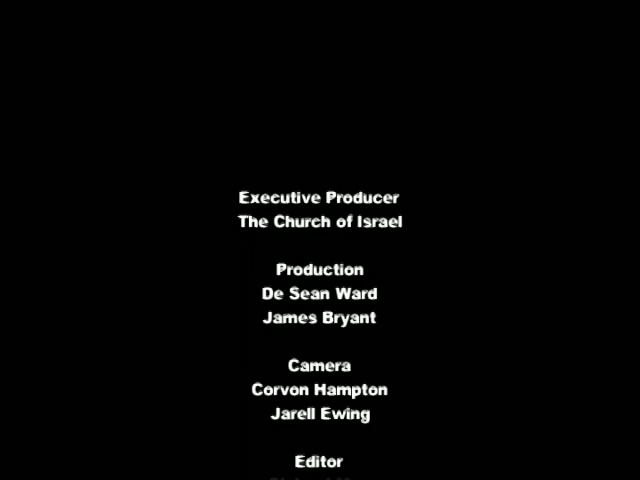 Executive Producer
The Church of Israel
Production
De Sean Ward
James Bryant
Camera
Corvon Hampton
Jarell Ewing
Editor